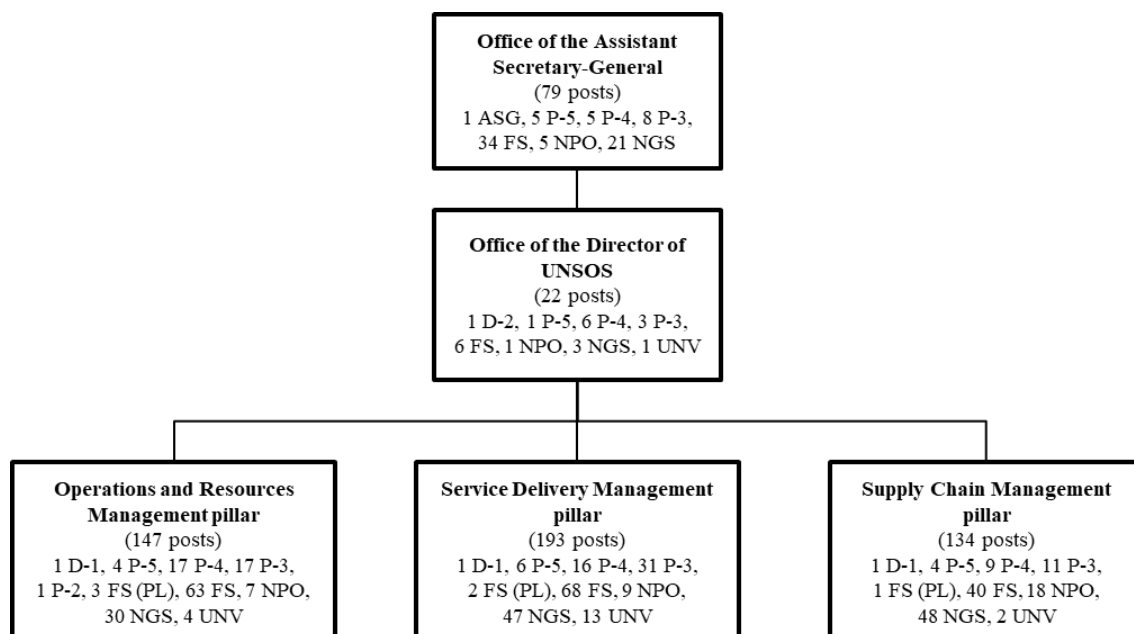 Office of the Assistant
Secretary-General
(79 posts)
1 ASG, 5 P-5, 5 P-4, 8 P-3,
34 FS, 5 NPO, 21 NGS
Office of the Director of
UNSOS
(22 posts)
1 D-2, 1 P-5, 6 P-4, 3 P-3,
6 FS, 1 NPO, 3 NGS, 1 UNV
Operations and Resources
Management pillar
(147 posts)
1 D-1, 4 P-5, 17 P-4, 17 P-3,
1 P-2, 3 FS (PL), 63 FS, 7 NPO,
30 NGS, 4 UNV
Service Delivery Management
pillar
(193 posts)
1 D-1, 6 P-5, 16 P-4, 31 P-3,
2 FS (PL), 68 FS, 9 NPO,
47 NGS, 13 UNV
Supply Chain Management
pillar
(134 posts)
1 D-1, 4 P-5, 9 P-4, 11 P-3,
1 FS (PL), 40 FS, 18 NPO,
48 NGS, 2 UNV